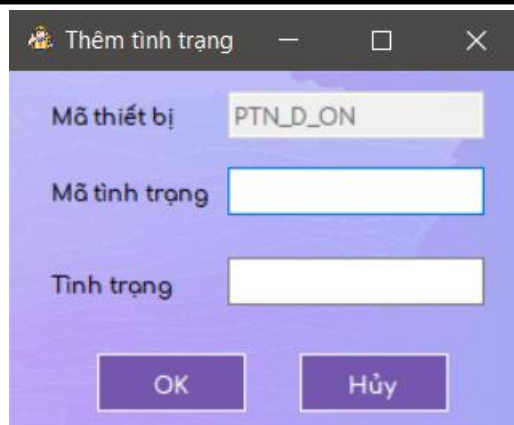 Thêm tình trạng
Mã thiết bị PTN_D_ON
Mã tình trạng
Tình trạng
OK Hủy